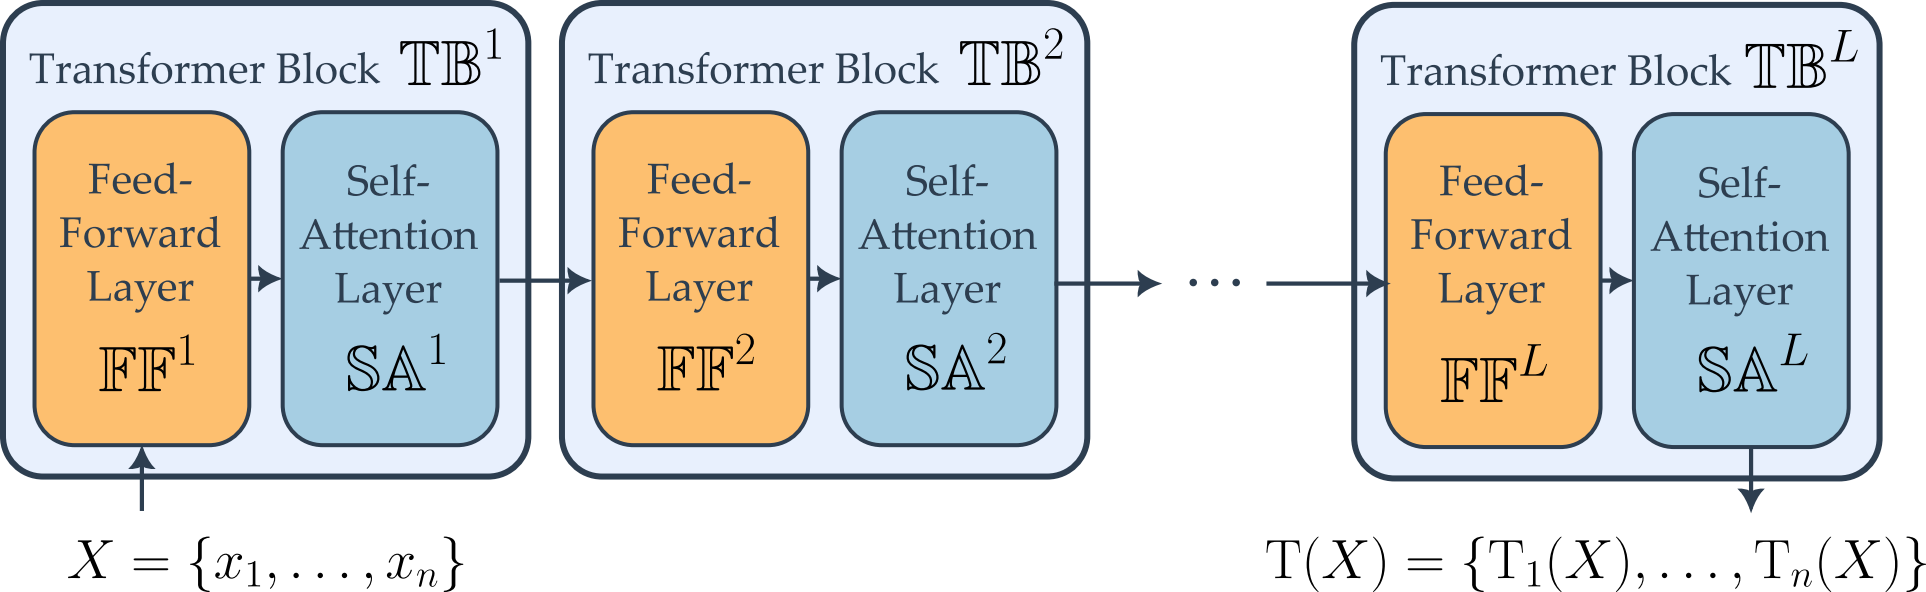 Transformer Block 𝕋𝔹¹
Feed-
Forward
Layer
𝔽𝔽¹
Self-
Attention
Layer
𝕊𝔸¹
Transformer Block 𝕋𝔹²
Feed-
Forward
Layer
𝔽𝔽²
Self-
Attention
Layer
𝕊𝔸²
···
Transformer Block 𝕋𝔹^L
Feed-
Forward
Layer
𝔽𝔽^L
Self-
Attention
Layer
𝕊𝔸^L
X = {x₁, . . . , xₙ}
T(X) = {T₁(X), . . . , Tₙ(X)}